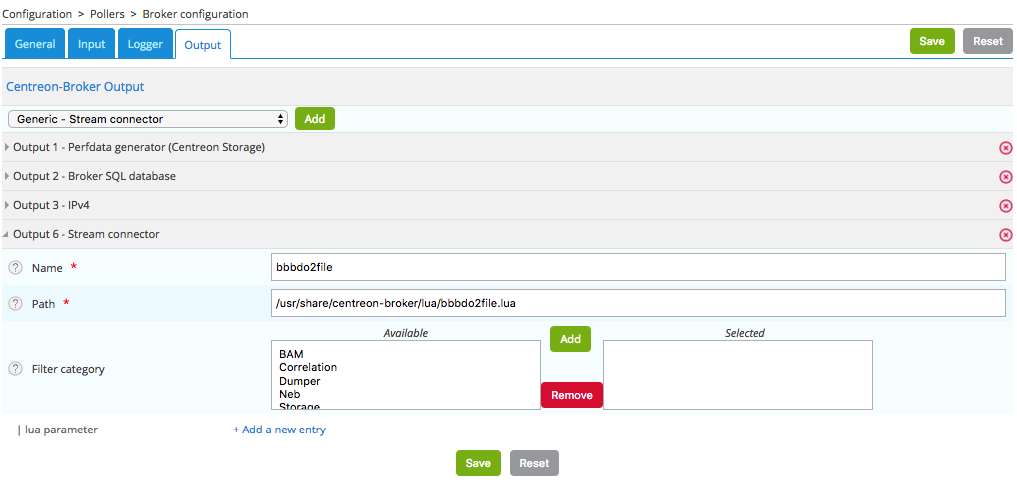 Configuration > Pollers > Broker configuration
General Input Logger Output Save Reset
Centreon-Broker Output
Generic - Stream connector Add
Output 1 - Perfdata generator (Centreon Storage)
Output 2 - Broker SQL database
Output 3 - IPv4
Output 6 - Stream connector
? Name * bbbdo2file
? Path * /usr/share/centreon-broker/lua/bbbdo2file.lua
Available Add Selected
? Filter category
BAM
Correlation
Dumper
Neb
Storage
Remove
| lua parameter + Add a new entry
Save Reset